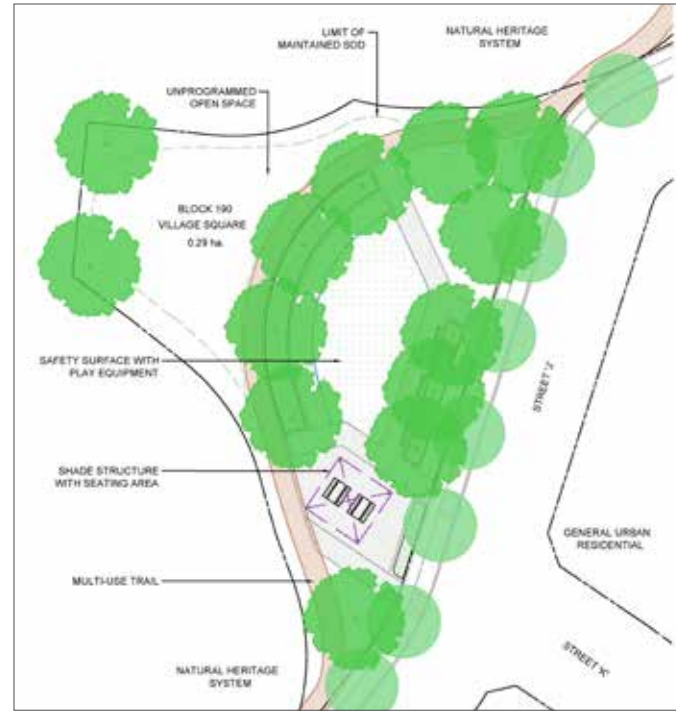 LIMIT OF
MAINTAINED SOD
NATURAL HERITAGE
SYSTEM
UNPROGRAMMED
OPEN SPACE
BLOCK 190
VILLAGE SQUARE
0.29 ha.
SAFETY SURFACE WITH
PLAY EQUIPMENT
STREET 'J'
SHADE STRUCTURE
WITH SEATING AREA
GENERAL URBAN
RESIDENTIAL
MULTI-USE TRAIL
STREET 'K'
NATURAL HERITAGE
SYSTEM